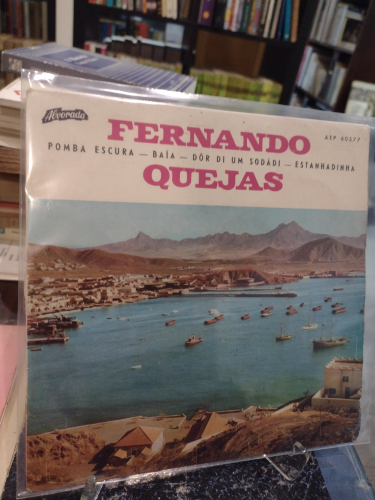 Alvorada
AEP 60577
FERNANDO
POMBA ESCURA — BAÍA — DÔR DI UM SODÁDI — ESTANHADINHA
QUEJAS